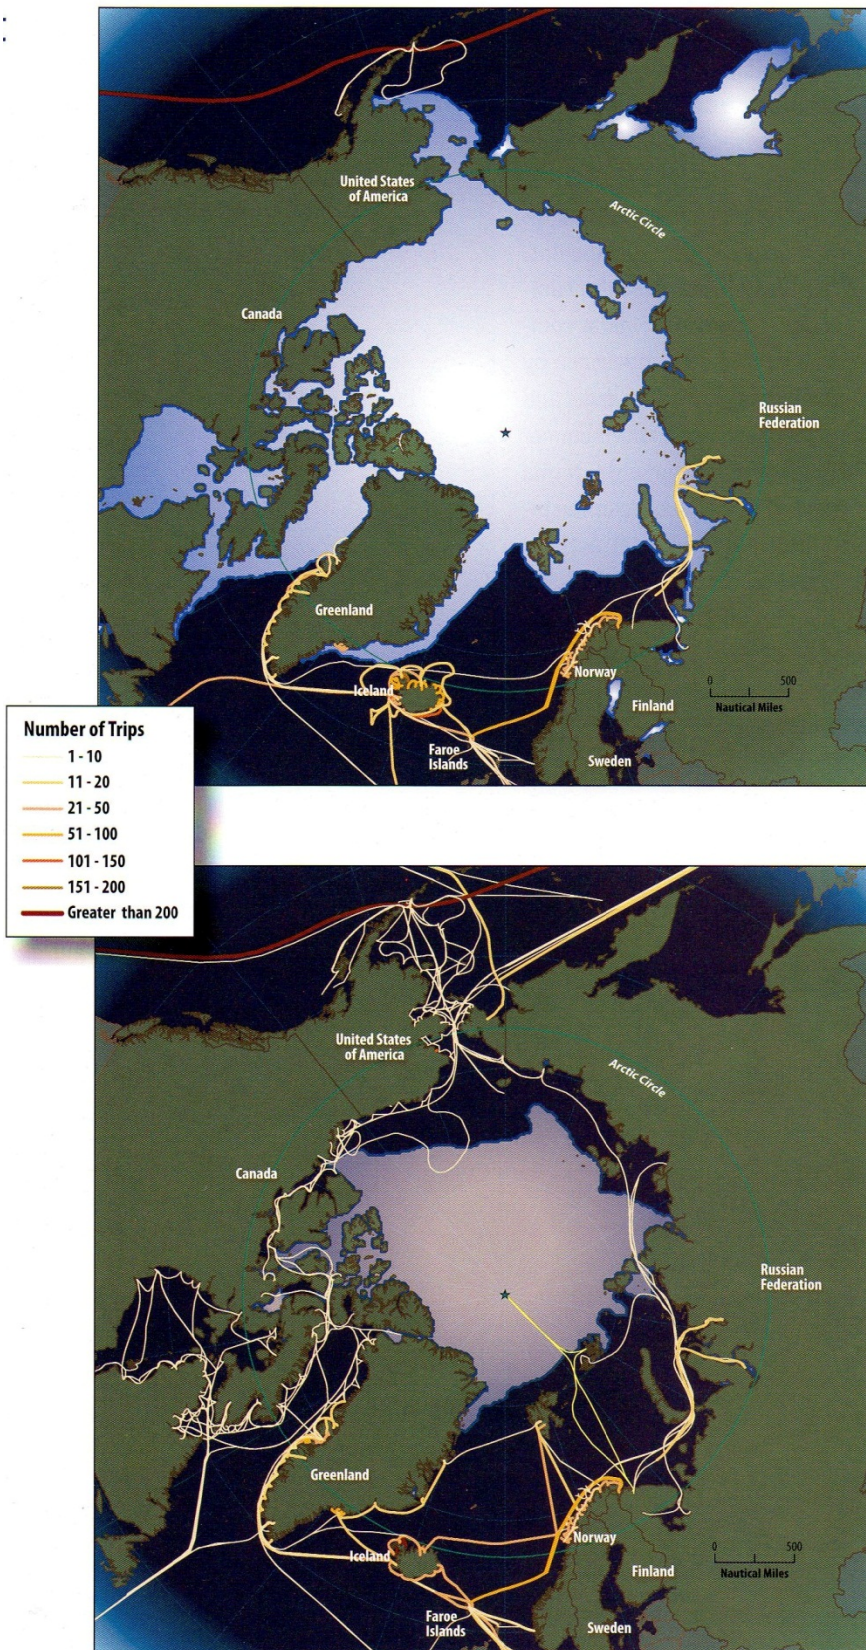 United States
of America
Arctic Circle
Canada
Russian
Federation
Greenland
Iceland
Norway
0 500
Nautical Miles
Finland
Faroe
Islands
Sweden
Number of Trips
1 - 10
11 - 20
21 - 50
51 - 100
101 - 150
151 - 200
Greater than 200
United States
of America
Arctic Circle
Canada
Russian
Federation
Greenland
Iceland
Norway
0 500
Nautical Miles
Finland
Faroe
Islands
Sweden